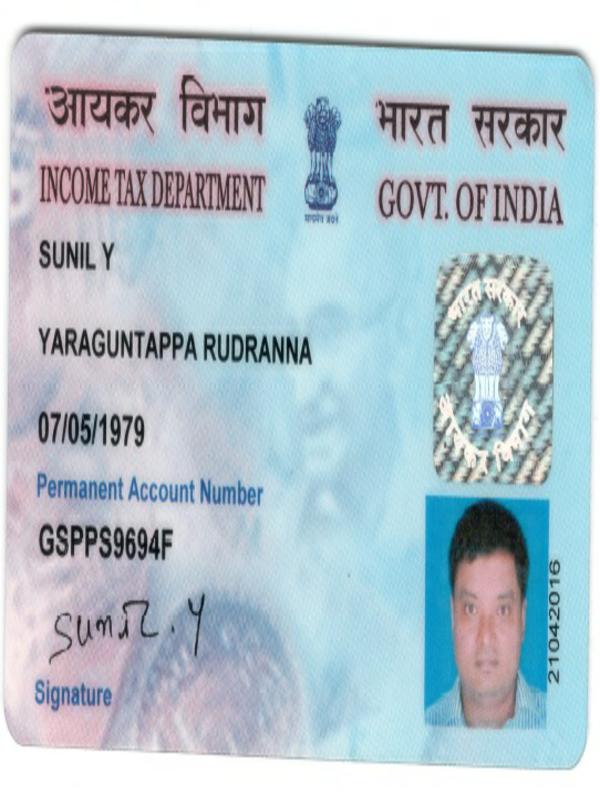 आयकर विभाग भारत सरकार
INCOME TAX DEPARTMENT GOVT. OF INDIA
सत्यमेव जयते
SUNIL Y
YARAGUNTAPPA RUDRANNA
07/05/1979
Permanent Account Number
GSPPS9694F
Sunil.Y
Signature
भारत सरकार
आयकर विभाग
21042016